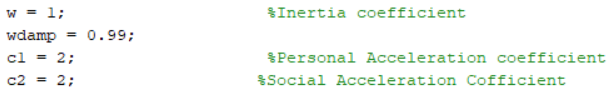 w = 1; %Inertia coefficient
wdamp = 0.99;
c1 = 2; %Personal Acceleration coefficient
c2 = 2; %Social Acceleration Cofficient